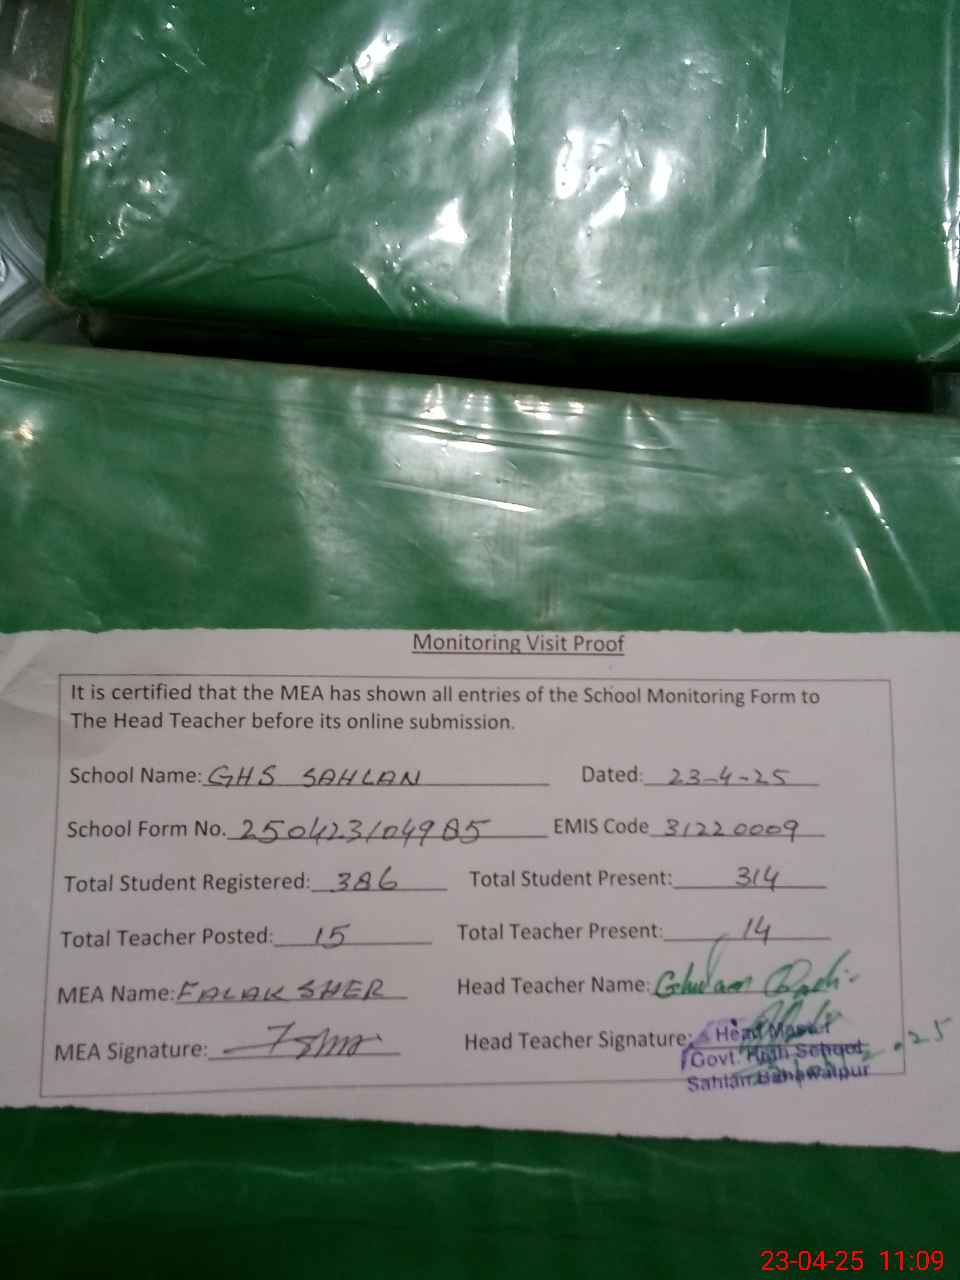 Monitoring Visit Proof
It is certified that the MEA has shown all entries of the School Monitoring Form to
The Head Teacher before its online submission.
School Name: GHS SAHLAN Dated: 23-4-25
School Form No. 250423104985 EMIS Code 31220009
Total Student Registered: 386 Total Student Present: 314
Total Teacher Posted: 15 Total Teacher Present: 14
MEA Name: FALAK SHER Head Teacher Name: Ghulam
MEA Signature: Head Teacher Signature:
Head Master
Govt. High School
Sahlan Bahawalpur
23-04-25 11:09